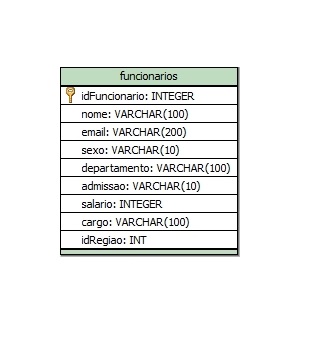 funcionarios
idFuncionario: INTEGER
nome: VARCHAR(100)
email: VARCHAR(200)
sexo: VARCHAR(10)
departamento: VARCHAR(100)
admissao: VARCHAR(10)
salario: INTEGER
cargo: VARCHAR(100)
idRegiao: INT